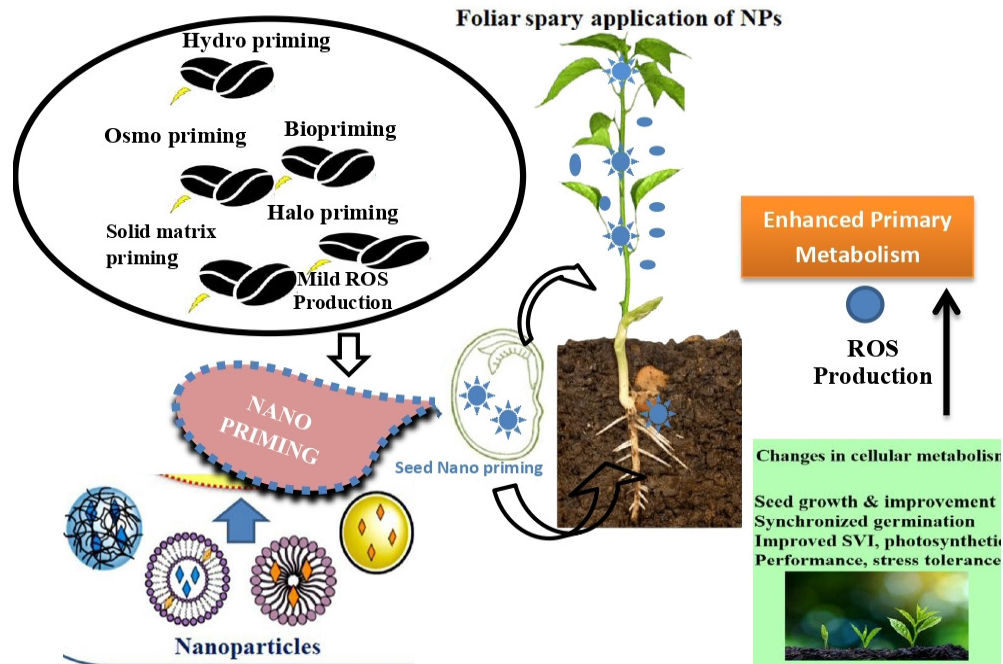 Foliar spary application of NPs
Hydro priming
Osmo priming
Biopriming
Halo priming
Solid matrix
priming
Mild ROS
Production
NANO
PRIMING
Seed Nano priming
Nanoparticles
Enhanced Primary
Metabolism
ROS
Production
Changes in cellular metabolism
Seed growth & improvement
Synchronized germination
Improved SVI, photosynthetic
Performance, stress tolerance